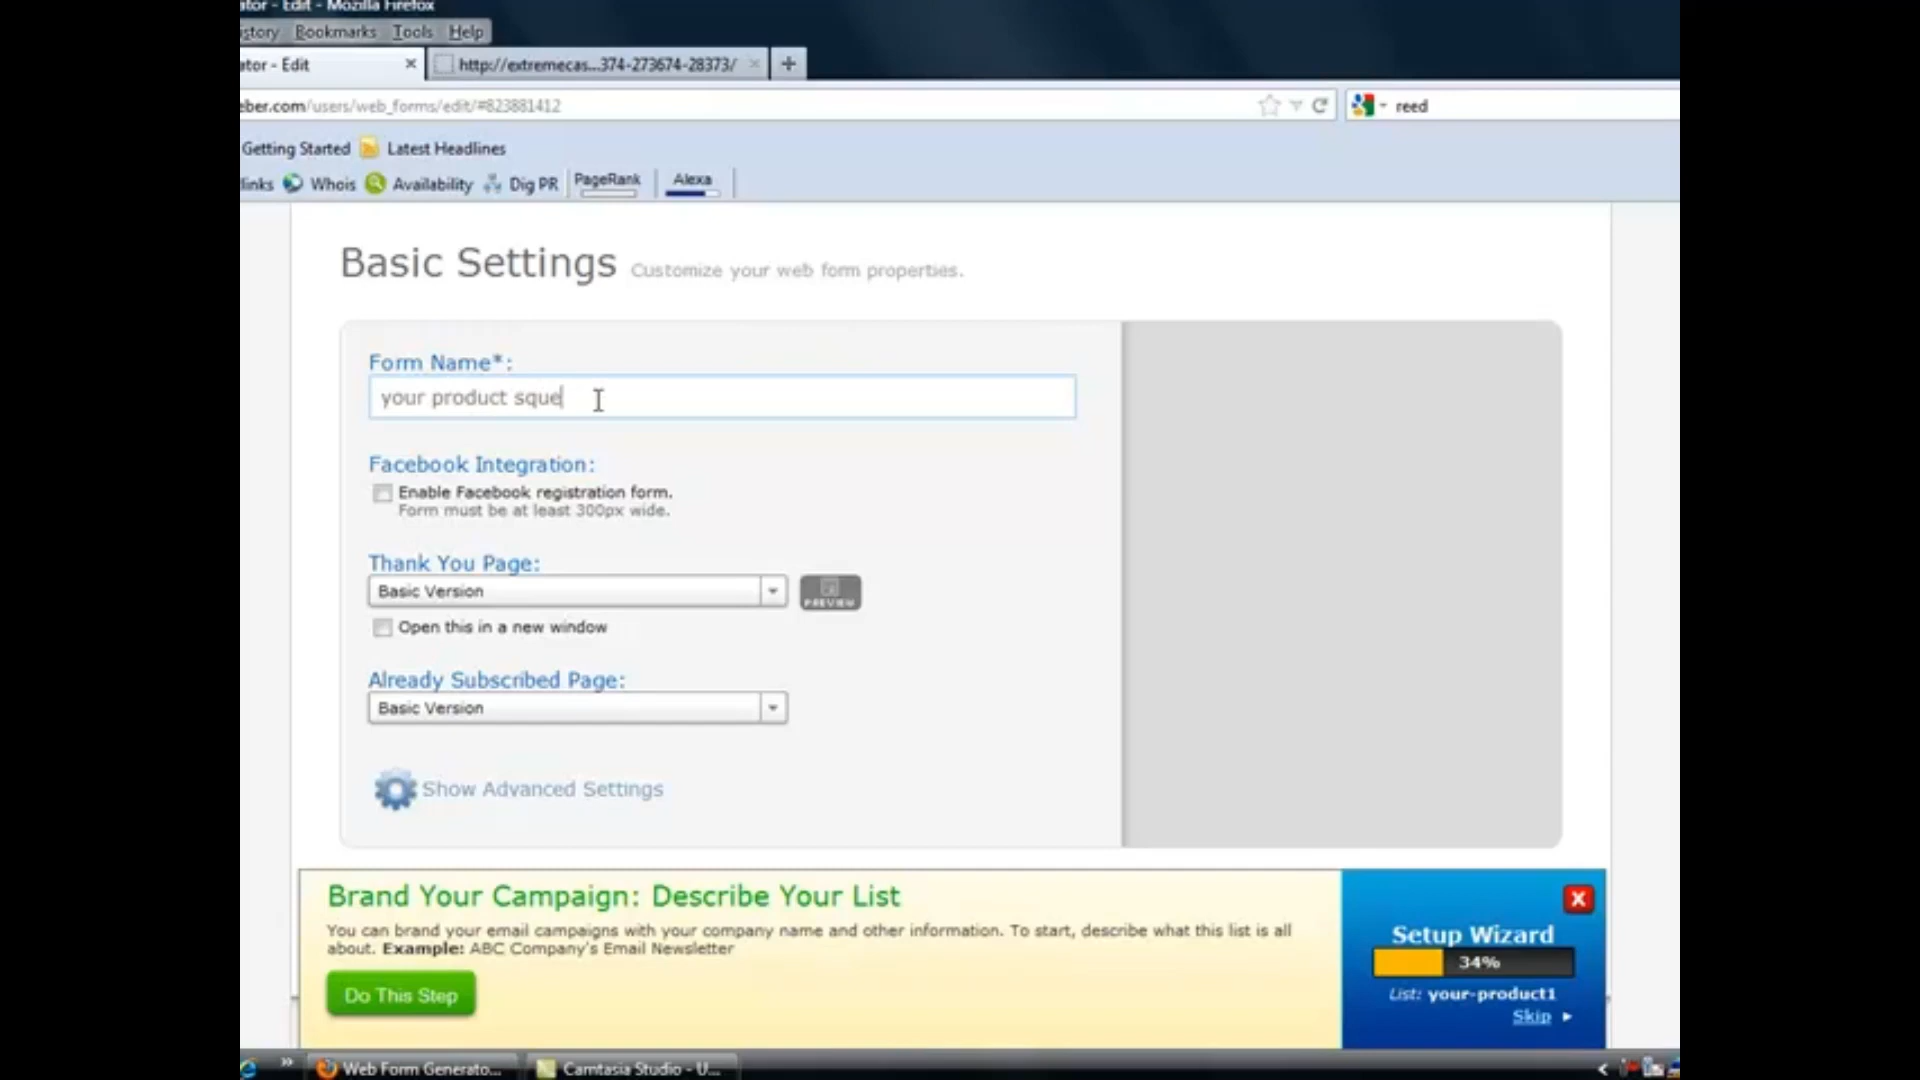 ator - Edit - Mozilla Firefox
istory Bookmarks Tools Help
ator - Edit
http://extremecas...374-273674-28373/
eber.com/users/web_forms/edit/#823881412
reed
Getting Started Latest Headlines
links Whois Availability Dig PR PageRank Alexa
Basic Settings Customize your web form properties.
Form Name*:
your product sque
Facebook Integration:
Enable Facebook registration form.
Form must be at least 300px wide.
Thank You Page:
Basic Version
PREVIEW
Open this in a new window
Already Subscribed Page:
Basic Version
Show Advanced Settings
Brand Your Campaign: Describe Your List
You can brand your email campaigns with your company name and other information. To start, describe what this list is all
about. Example: ABC Company's Email Newsletter
Do This Step
Setup Wizard
34%
List: your-product1
Skip
Web Form Generato...
Camtasia Studio - U...